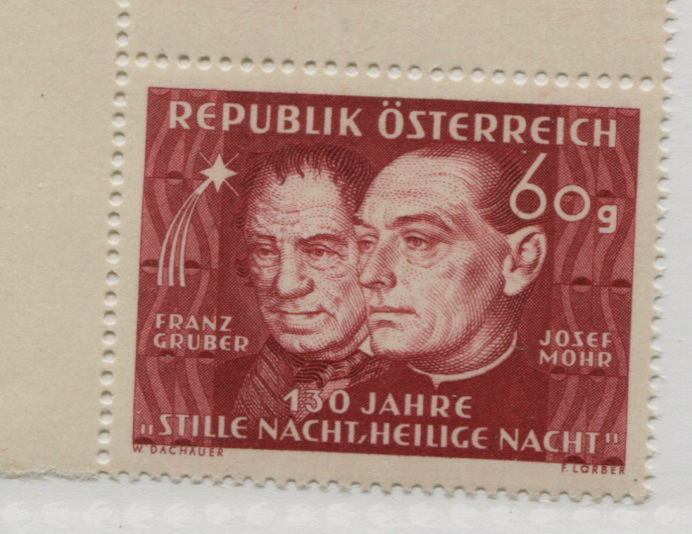 REPUBLIK ÖSTERREICH
60g
FRANZ
GRUBER
JOSEF
MOHR
130 JAHRE
„STILLE NACHT, HEILIGE NACHT"
W. DACHAUER
F. LORBER